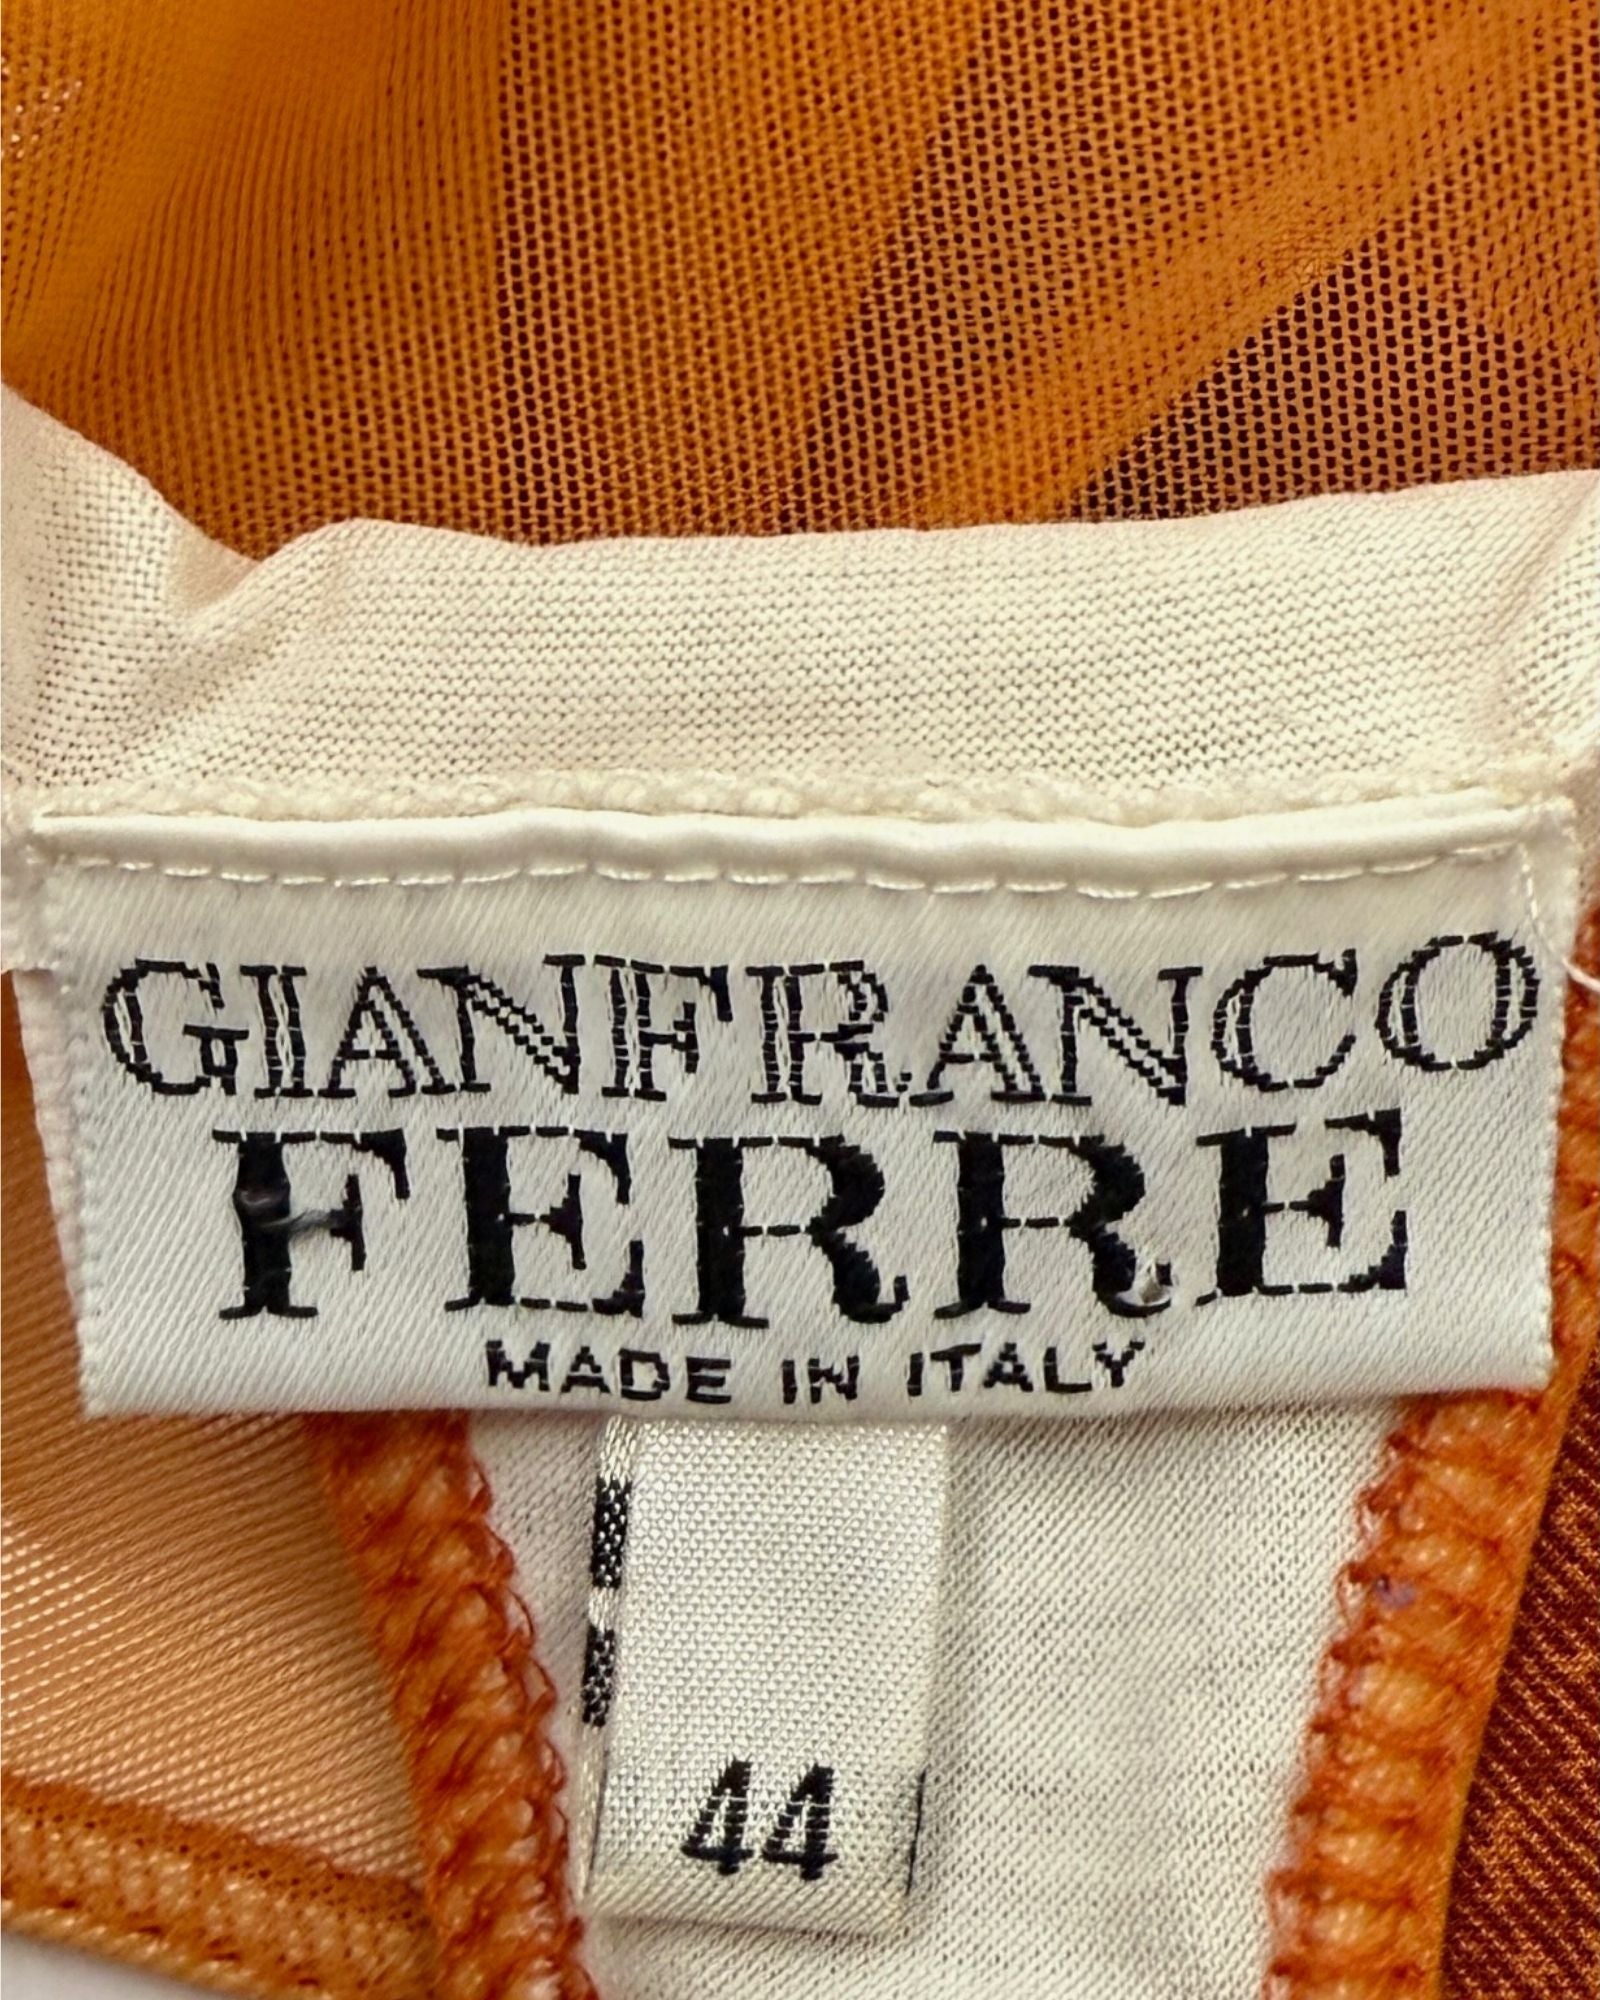 GIANFRANCO
FERRE
MADE IN ITALY
44